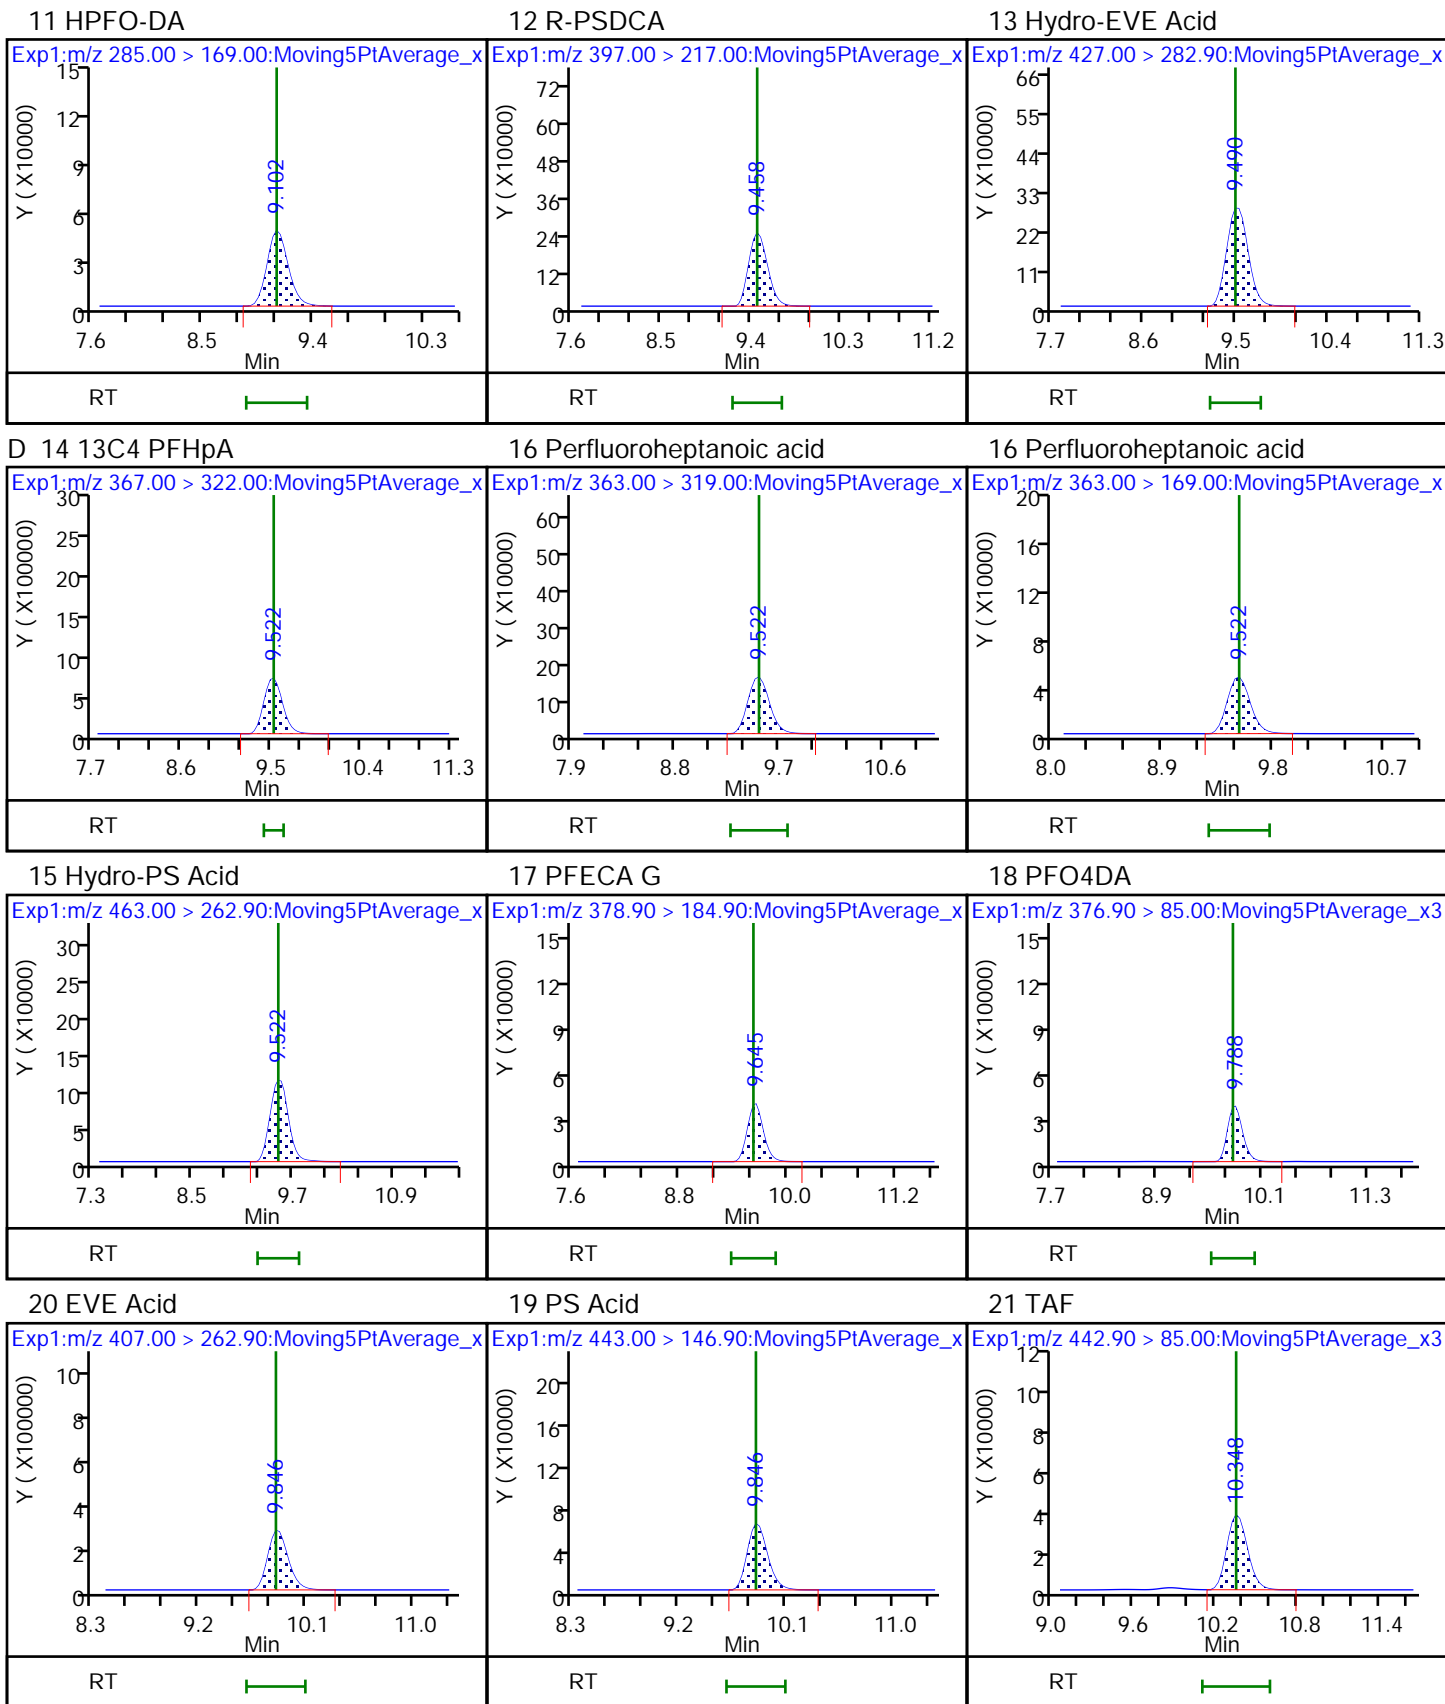 11 HPFO-DA
Exp1:m/z 285.00 > 169.00:Moving5PtAverage_x
Y ( X10000)
15
12
9
6
3
0
9.102
7.6 8.5 9.4 10.3
Min
RT
12 R-PSDCA
Exp1:m/z 397.00 > 217.00:Moving5PtAverage_x
Y ( X10000)
72
60
48
36
24
12
0
9.458
7.6 8.5 9.4 10.3 11.2
Min
RT
13 Hydro-EVE Acid
Exp1:m/z 427.00 > 282.90:Moving5PtAverage_x
Y ( X10000)
66
55
44
33
22
11
0
9.490
7.7 8.6 9.5 10.4 11.3
Min
RT
D 14 13C4 PFHpA
Exp1:m/z 367.00 > 322.00:Moving5PtAverage_x
Y ( X100000)
30
25
20
15
10
5
0
9.522
7.7 8.6 9.5 10.4 11.3
Min
RT
16 Perfluoroheptanoic acid
Exp1:m/z 363.00 > 319.00:Moving5PtAverage_x
Y ( X10000)
60
50
40
30
20
10
0
9.522
7.9 8.8 9.7 10.6
Min
RT
16 Perfluoroheptanoic acid
Exp1:m/z 363.00 > 169.00:Moving5PtAverage_x
Y ( X10000)
20
16
12
8
4
0
9.522
8.0 8.9 9.8 10.7
Min
RT
15 Hydro-PS Acid
Exp1:m/z 463.00 > 262.90:Moving5PtAverage_x
Y ( X10000)
30
25
20
15
10
5
0
9.522
7.3 8.5 9.7 10.9
Min
RT
17 PFECA G
Exp1:m/z 378.90 > 184.90:Moving5PtAverage_x
Y ( X10000)
15
12
9
6
3
0
9.645
7.6 8.8 10.0 11.2
Min
RT
18 PFO4DA
Exp1:m/z 376.90 > 85.00:Moving5PtAverage_x3
Y ( X10000)
15
12
9
6
3
0
9.788
7.7 8.9 10.1 11.3
Min
RT
20 EVE Acid
Exp1:m/z 407.00 > 262.90:Moving5PtAverage_x
Y ( X100000)
10
8
6
4
2
0
9.846
8.3 9.2 10.1 11.0
Min
RT
19 PS Acid
Exp1:m/z 443.00 > 146.90:Moving5PtAverage_x
Y ( X10000)
20
16
12
8
4
0
9.846
8.3 9.2 10.1 11.0
Min
RT
21 TAF
Exp1:m/z 442.90 > 85.00:Moving5PtAverage_x3
Y ( X10000)
12
10
8
6
4
2
0
10.348
9.0 9.6 10.2 10.8 11.4
Min
RT